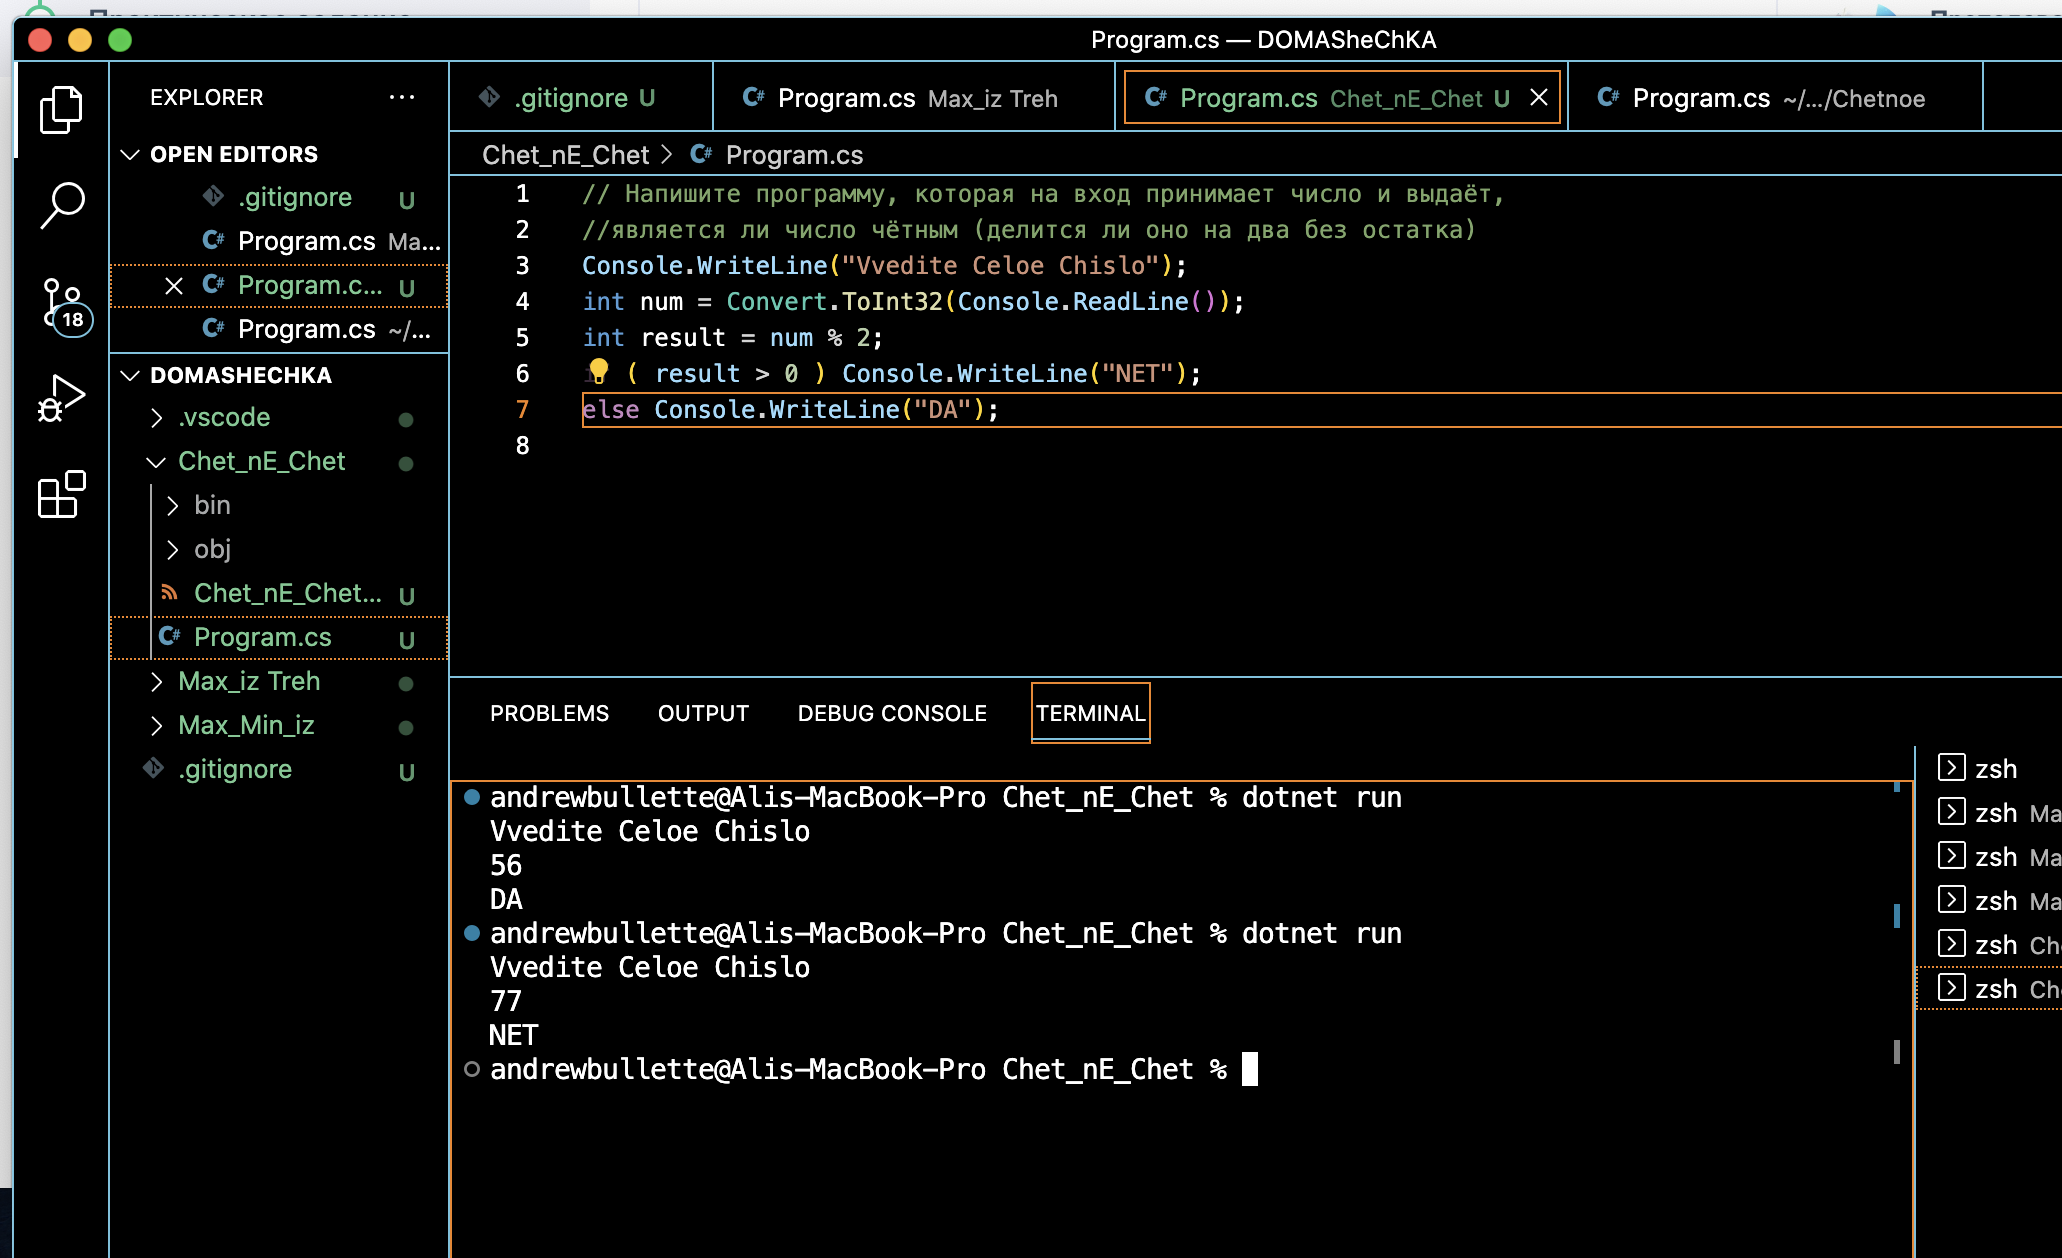 Program.cs — DOMASheChKA
EXPLORER
OPEN EDITORS
.gitignore U
Program.cs Ma...
Program.c... U
Program.cs ~/...
DOMASHECHKA
.vscode
Chet_nE_Chet
bin
obj
Chet_nE_Chet... U
Program.cs U
Max_iz Treh
Max_Min_iz
.gitignore U
18
.gitignore U
Program.cs Max_iz Treh
Program.cs Chet_nE_Chet U
Program.cs ~/.../Chetnoe
Chet_nE_Chet > Program.cs
1 // Напишите программу, которая на вход принимает число и выдаёт,
2 //является ли число чётным (делится ли оно на два без остатка)
3 Console.WriteLine("Vvedite Celoe Chislo");
4 int num = Convert.ToInt32(Console.ReadLine());
5 int result = num % 2;
6 ( result > 0 ) Console.WriteLine("NET");
7 else Console.WriteLine("DA");
8
PROBLEMS OUTPUT DEBUG CONSOLE TERMINAL
andrewbullette@Alis-MacBook-Pro Chet_nE_Chet % dotnet run
Vvedite Celoe Chislo
56
DA
andrewbullette@Alis-MacBook-Pro Chet_nE_Chet % dotnet run
Vvedite Celoe Chislo
77
NET
andrewbullette@Alis-MacBook-Pro Chet_nE_Chet %
zsh
zsh Ma
zsh Ma
zsh Ma
zsh Ch
zsh Ch